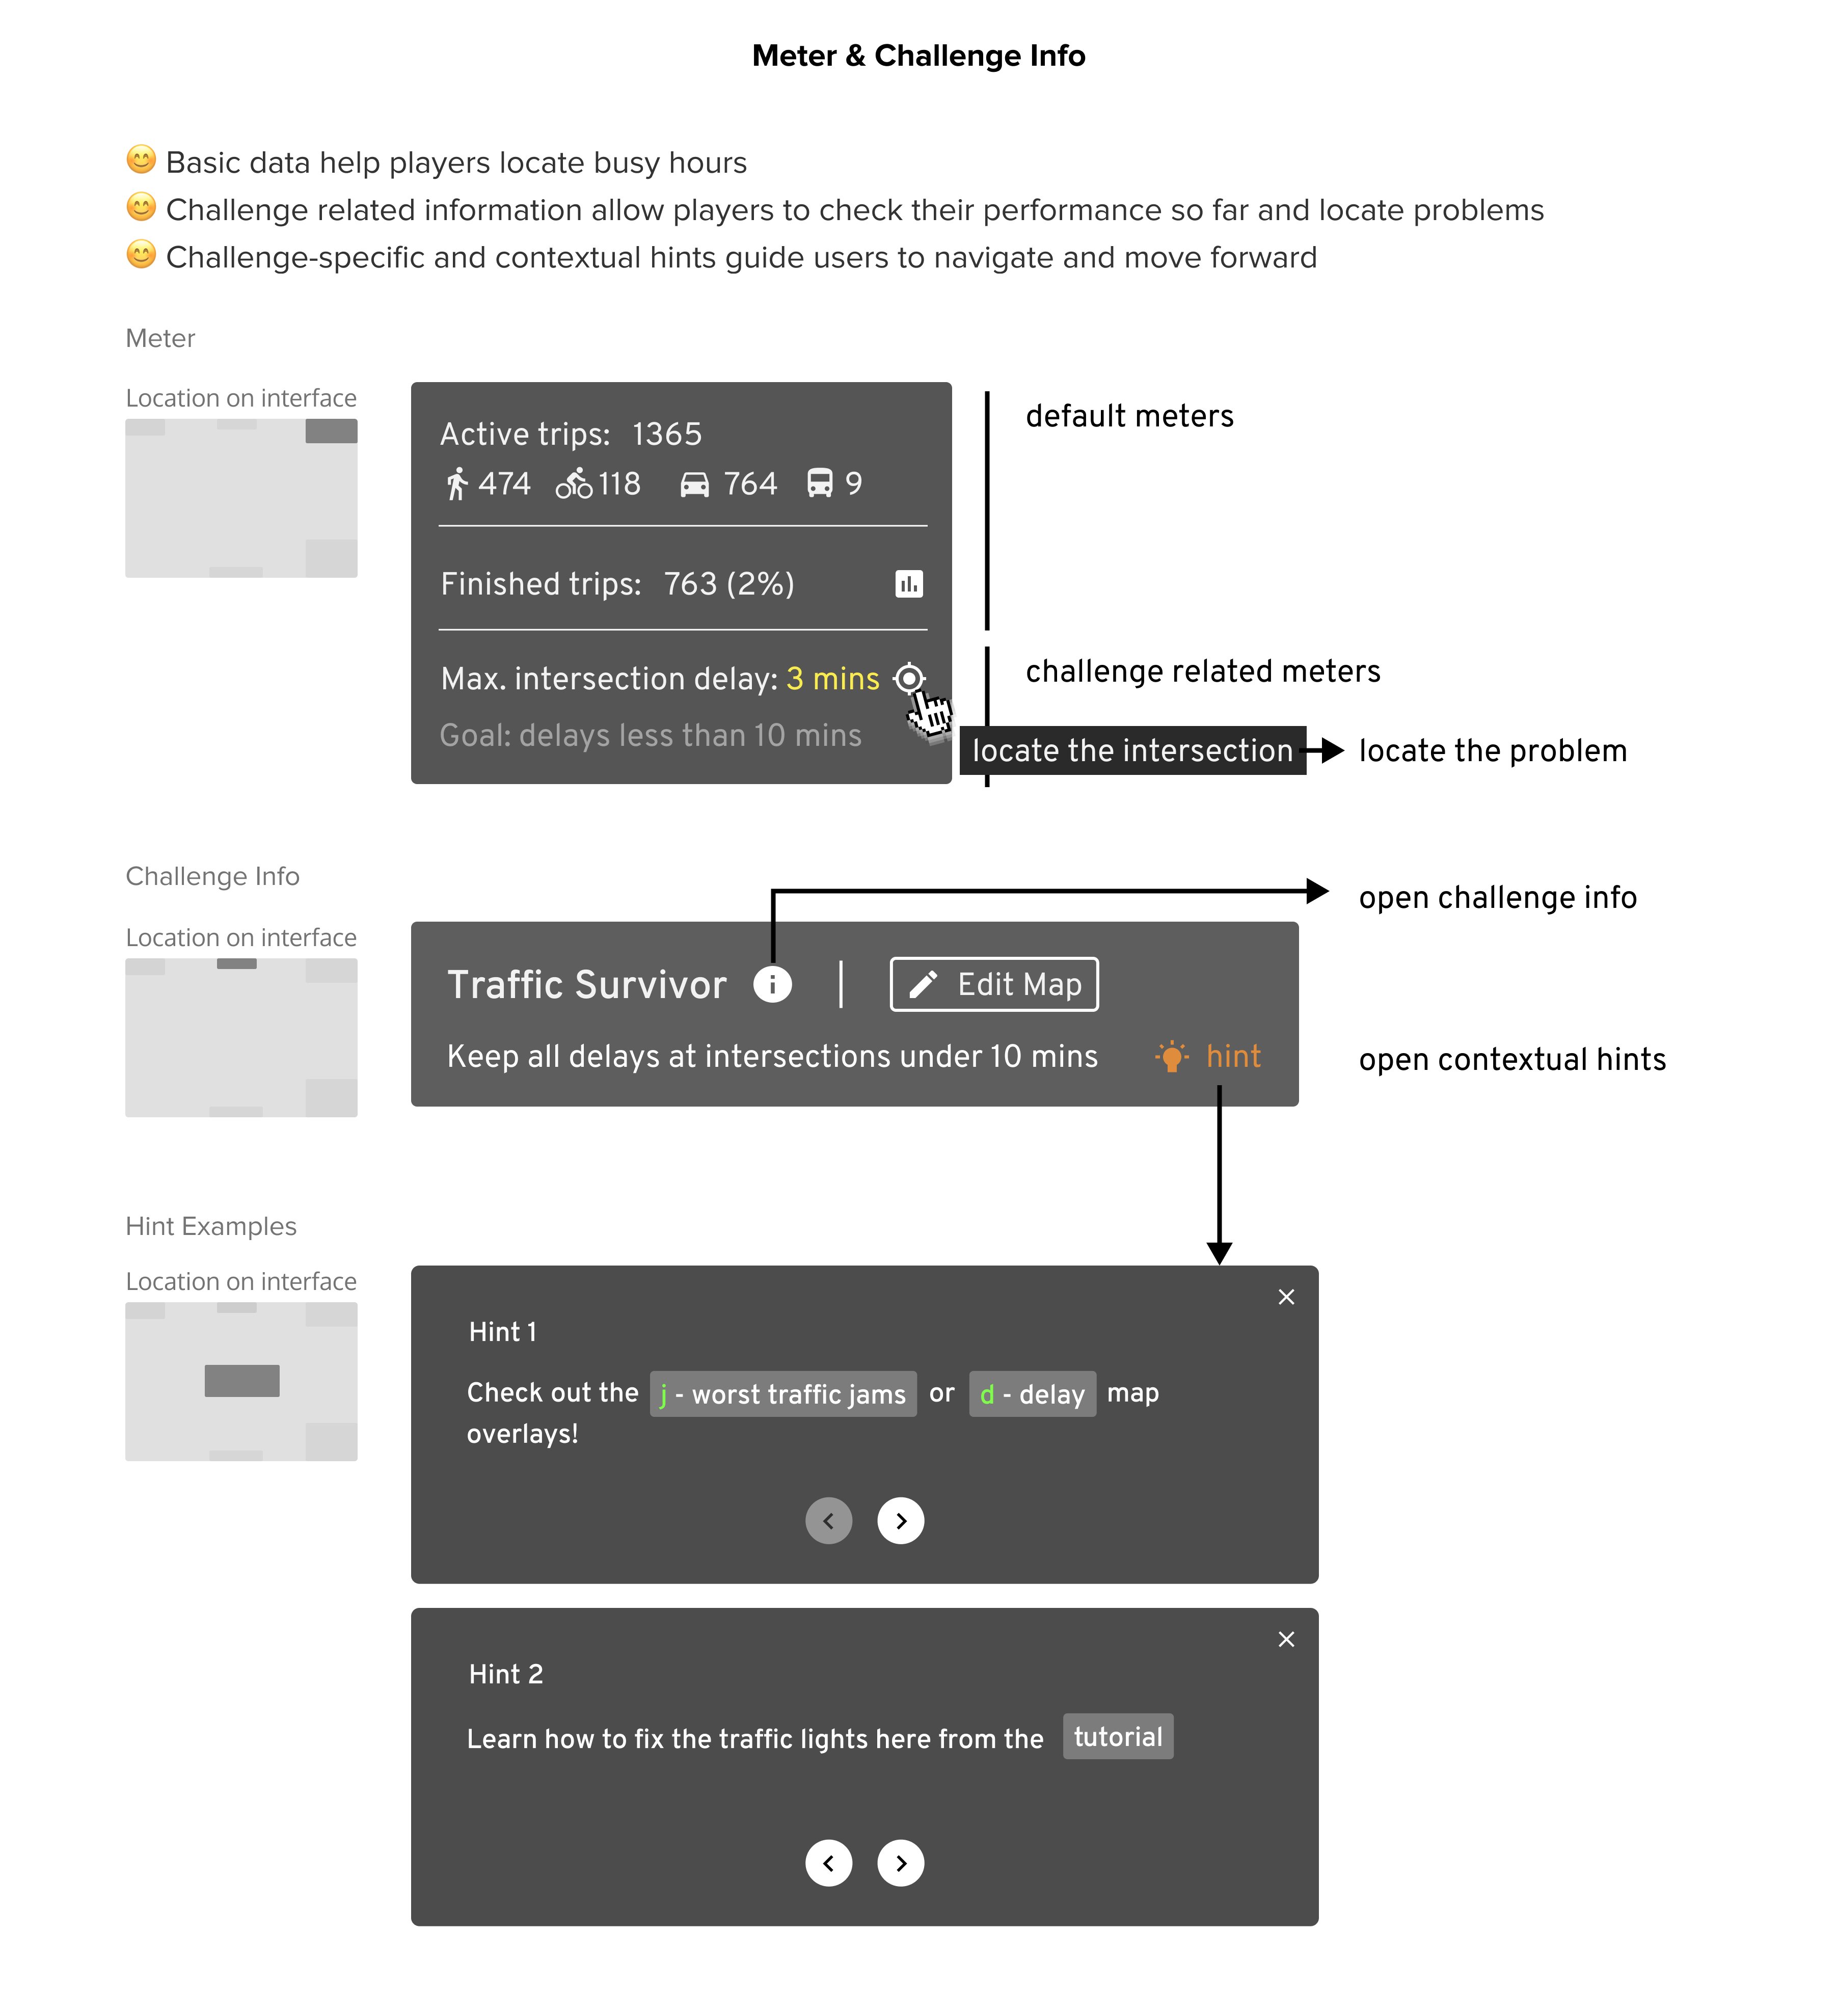 Meter & Challenge Info
😊 Basic data help players locate busy hours
😊 Challenge related information allow players to check their performance so far and locate problems
😊 Challenge-specific and contextual hints guide users to navigate and move forward
Meter
Location on interface
Active trips: 1365
474 118 764 9
Finished trips: 763 (2%)
Max. intersection delay: 3 mins
Goal: delays less than 10 mins
default meters
challenge related meters
locate the intersection
locate the problem
Challenge Info
Location on interface
open challenge info
Traffic Survivor
Edit Map
Keep all delays at intersections under 10 mins
hint
open contextual hints
Hint Examples
Location on interface
Hint 1
Check out the j - worst traffic jams or d - delay map
overlays!
Hint 2
Learn how to fix the traffic lights here from the tutorial